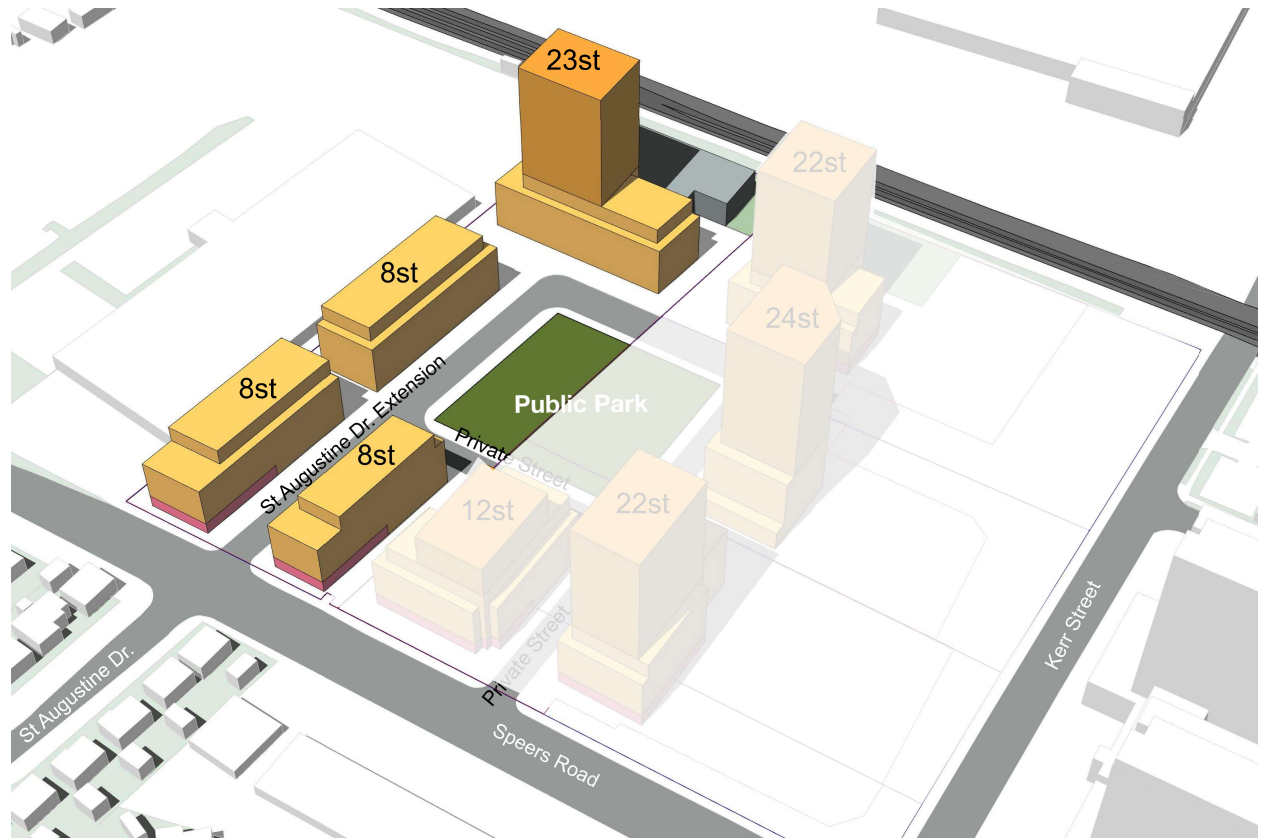 23st
22st
8st
24st
8st
St Augustine Dr. Extension
Public Park
Private Street
8st
12st
22st
Private Street
Kerr Street
St Augustine Dr.
Speers Road